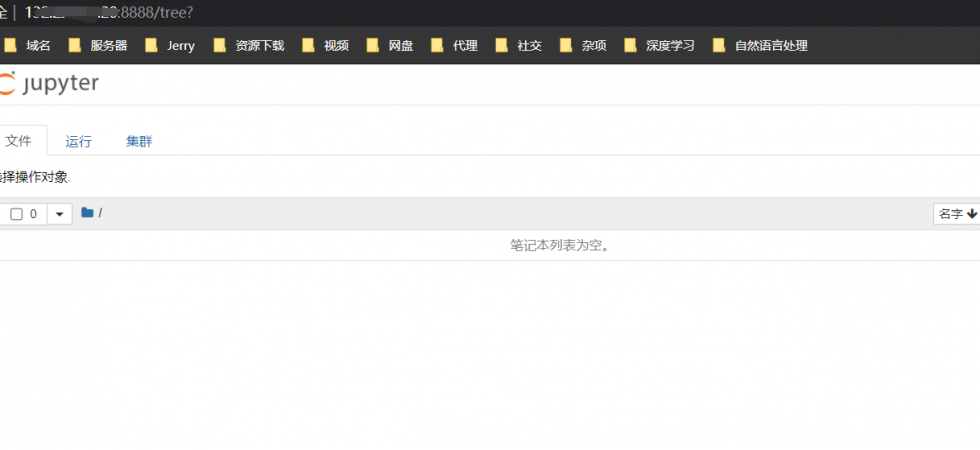 全 :8888/tree?
域名 服务器 Jerry 资源下载 视频 网盘 代理 社交 杂项 深度学习 自然语言处理
jupyter
文件 运行 集群
选择操作对象.
0 / 名字
笔记本列表为空。